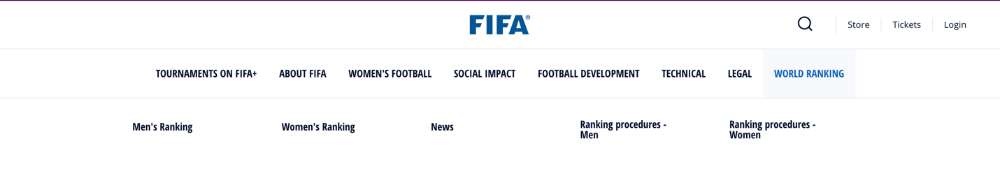 FIFA®
Store
Tickets
Login
TOURNAMENTS ON FIFA+
ABOUT FIFA
WOMEN'S FOOTBALL
SOCIAL IMPACT
FOOTBALL DEVELOPMENT
TECHNICAL
LEGAL
WORLD RANKING
Men's Ranking
Women's Ranking
News
Ranking procedures -
Men
Ranking procedures -
Women